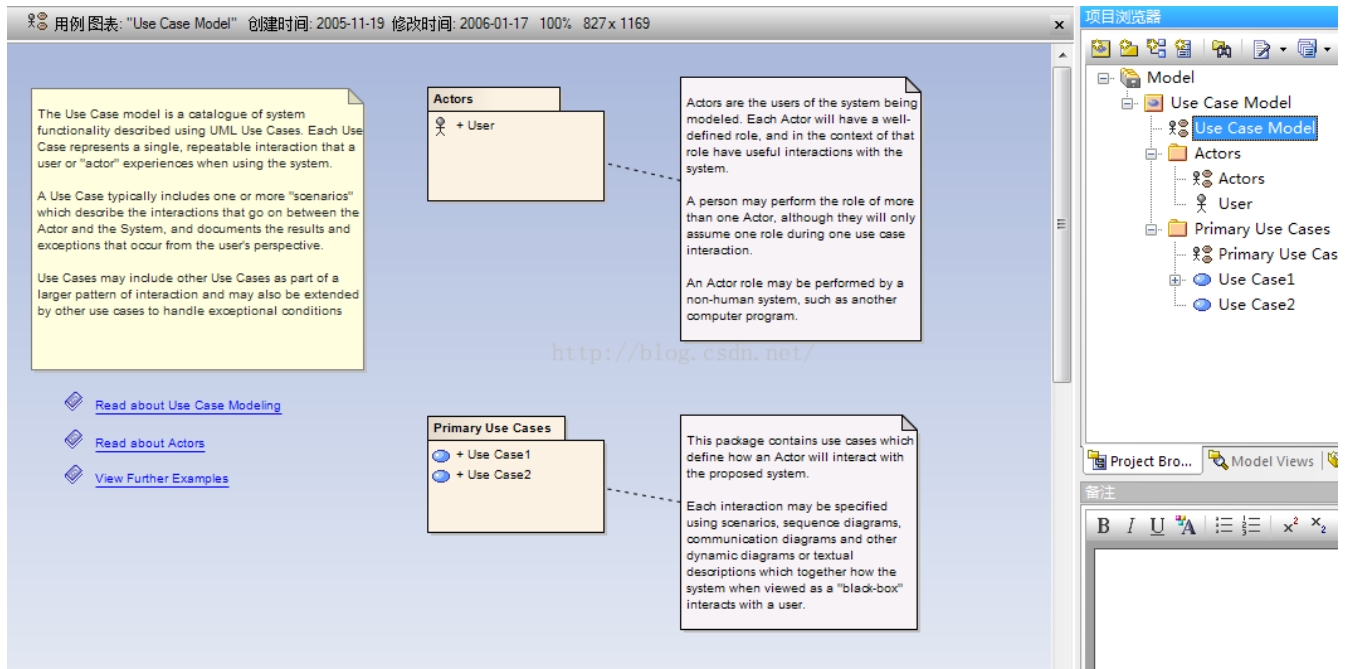 用例 图表: "Use Case Model" 创建时间: 2005-11-19 修改时间: 2006-01-17 100% 827 x 1169
The Use Case model is a catalogue of system
functionality described using UML Use Cases. Each Use
Case represents a single, repeatable interaction that a
user or "actor" experiences when using the system.
A Use Case typically includes one or more "scenarios"
which describe the interactions that go on between the
Actor and the System, and documents the results and
exceptions that occur from the user's perspective.
Use Cases may include other Use Cases as part of a
larger pattern of interaction and may also be extended
by other use cases to handle exceptional conditions
Read about Use Case Modeling
Read about Actors
View Further Examples
Actors
+ User
Actors are the users of the system being
modeled. Each Actor will have a well-
defined role, and in the context of that
role have useful interactions with the
system.
A person may perform the role of more
than one Actor, although they will only
assume one role during one use case
interaction.
An Actor role may be performed by a
non-human system, such as another
computer program.
http://blog.csdn.net/
Primary Use Cases
+ Use Case1
+ Use Case2
This package contains use cases which
define how an Actor will interact with
the proposed system.
Each interaction may be specified
using scenarios, sequence diagrams,
communication diagrams and other
dynamic diagrams or textual
descriptions which together how the
system when viewed as a "black-box"
interacts with a user.
项目浏览器
Model
Use Case Model
Use Case Model
Actors
Actors
User
Primary Use Cases
Primary Use Cas
Use Case1
Use Case2
Project Bro...
Model Views
备注
B I U A x² x₂